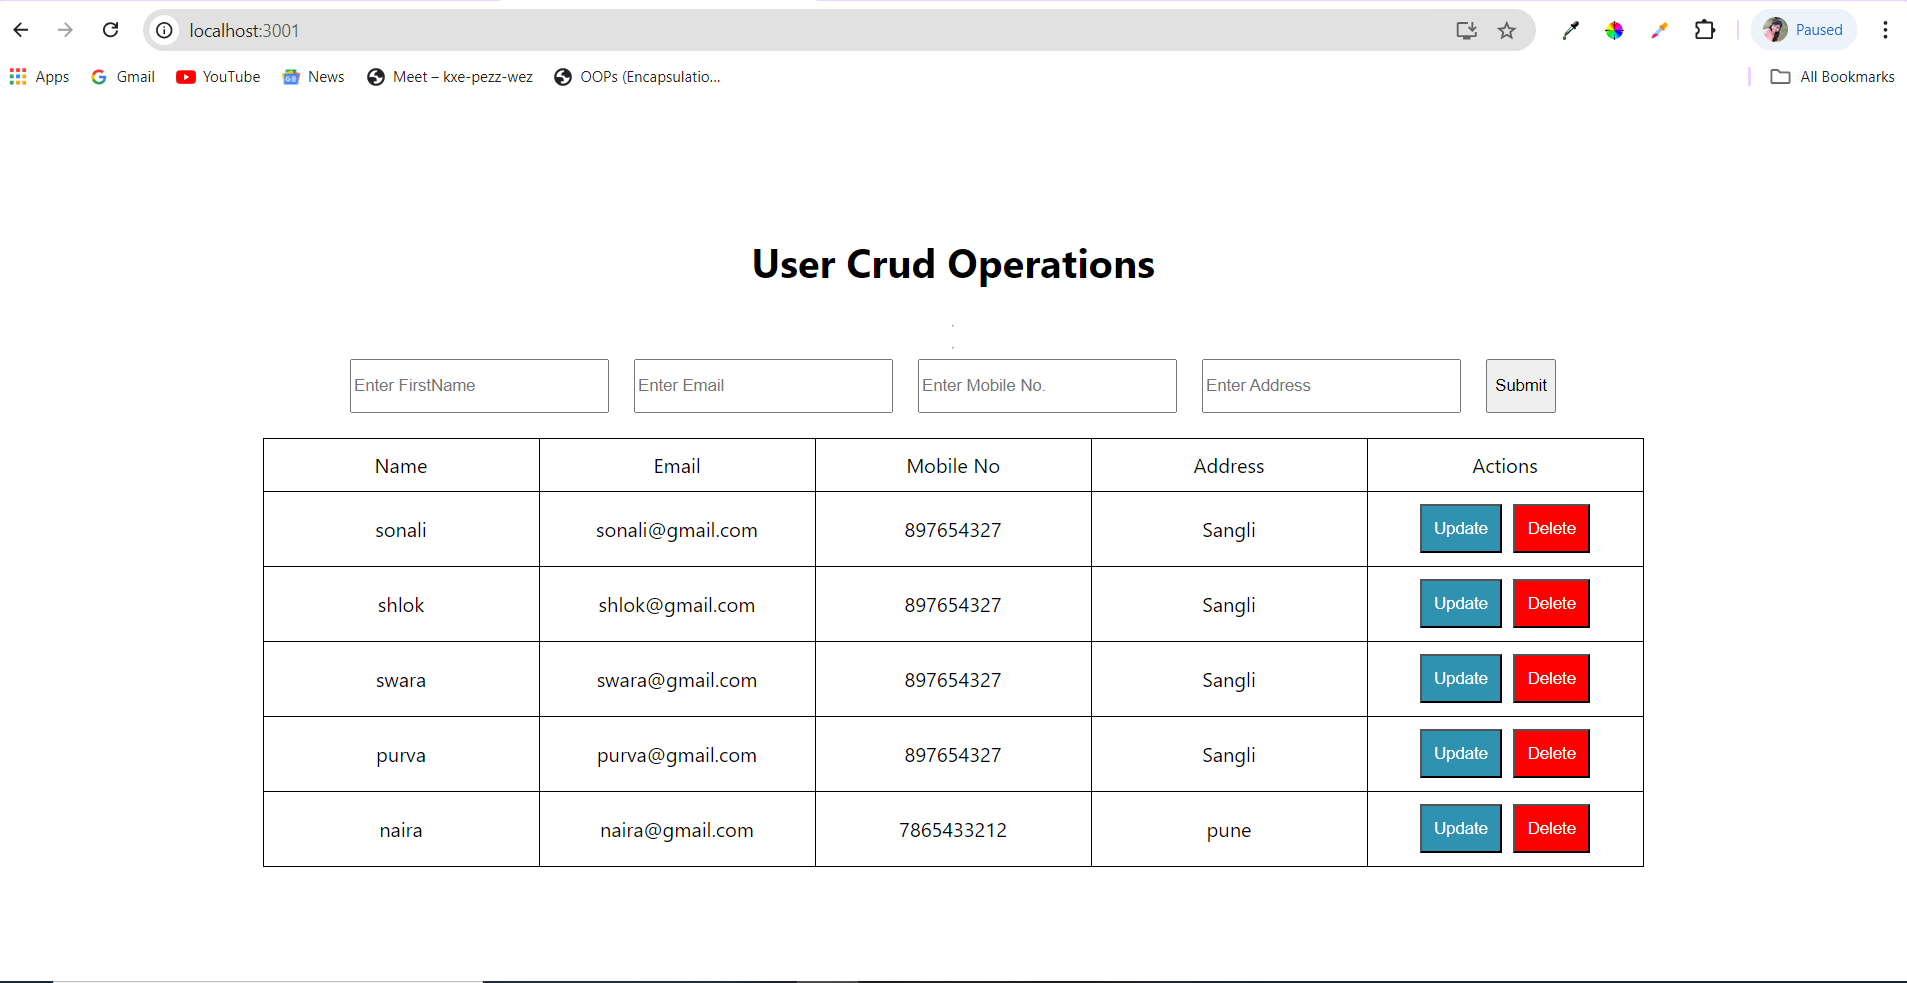 localhost:3001 Paused
Apps Gmail YouTube News Meet – kxe-pezz-wez OOPs (Encapsulatio... All Bookmarks
User Crud Operations
Enter FirstName Enter Email Enter Mobile No. Enter Address Submit
Name Email Mobile No Address Actions
sonali sonali@gmail.com 897654327 Sangli Update Delete
shlok shlok@gmail.com 897654327 Sangli Update Delete
swara swara@gmail.com 897654327 Sangli Update Delete
purva purva@gmail.com 897654327 Sangli Update Delete
naira naira@gmail.com 7865433212 pune Update Delete